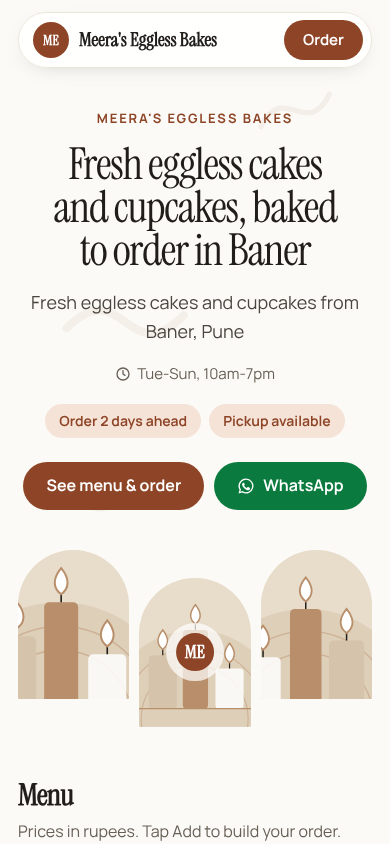 ME Meera's Eggless Bakes Order
MEERA'S EGGLESS BAKES
Fresh eggless cakes
and cupcakes, baked
to order in Baner
Fresh eggless cakes and cupcakes from
Baner, Pune
Tue-Sun, 10am-7pm
Order 2 days ahead Pickup available
See menu & order WhatsApp
ME
Menu
Prices in rupees. Tap Add to build your order.